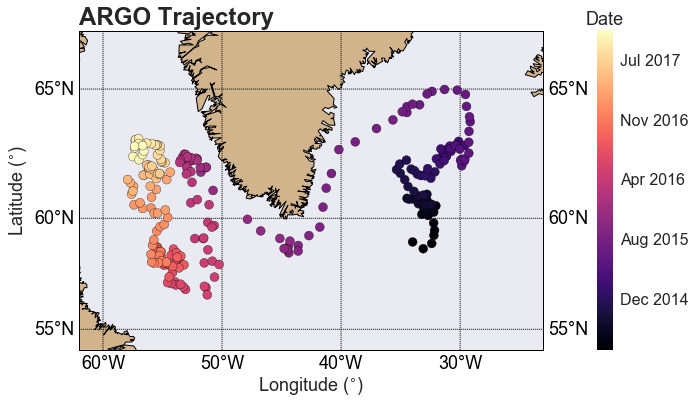 ARGO Trajectory
Date
65°N
65°N
Jul 2017
Nov 2016
Apr 2016
Latitude (°)
60°N
60°N
Aug 2015
Dec 2014
55°N
55°N
60°W
50°W
40°W
30°W
Longitude (°)